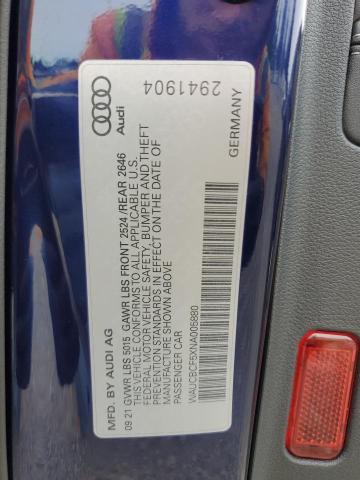 2941904
Audi
GERMANY
MFD. BY AUDI AG
09 21 GVWR LBS 5015 GAWR LBS FRONT 2524/REAR 2646
THIS VEHICLE CONFORMS TO ALL APPLICABLE U.S.
FEDERAL MOTOR VEHICLE SAFETY, BUMPER AND THEFT
PREVENTION STANDARDS IN EFFECT ON THE DATE OF
MANUFACTURE SHOWN ABOVE
PASSENGER CAR
WAUCBCF5XNA005880